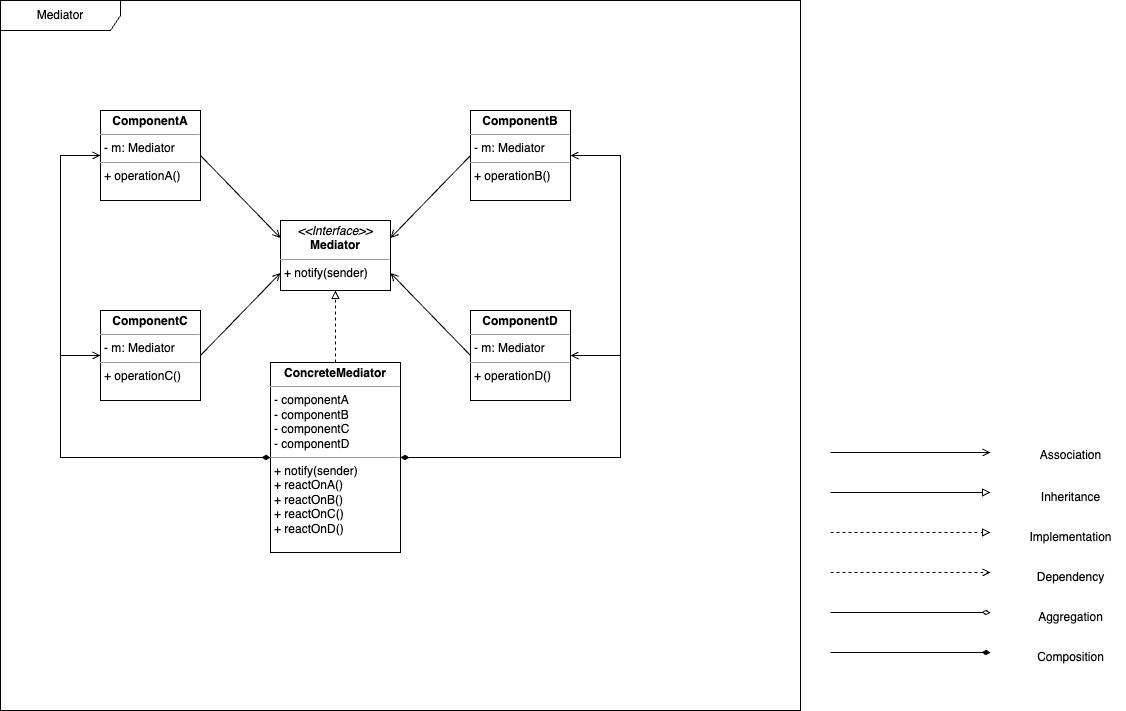 Mediator
ComponentA
- m: Mediator
+ operationA()
ComponentB
- m: Mediator
+ operationB()
<<Interface>>
Mediator
+ notify(sender)
ComponentC
- m: Mediator
+ operationC()
ComponentD
- m: Mediator
+ operationD()
ConcreteMediator
- componentA
- componentB
- componentC
- componentD
+ notify(sender)
+ reactOnA()
+ reactOnB()
+ reactOnC()
+ reactOnD()
Association
Inheritance
Implementation
Dependency
Aggregation
Composition